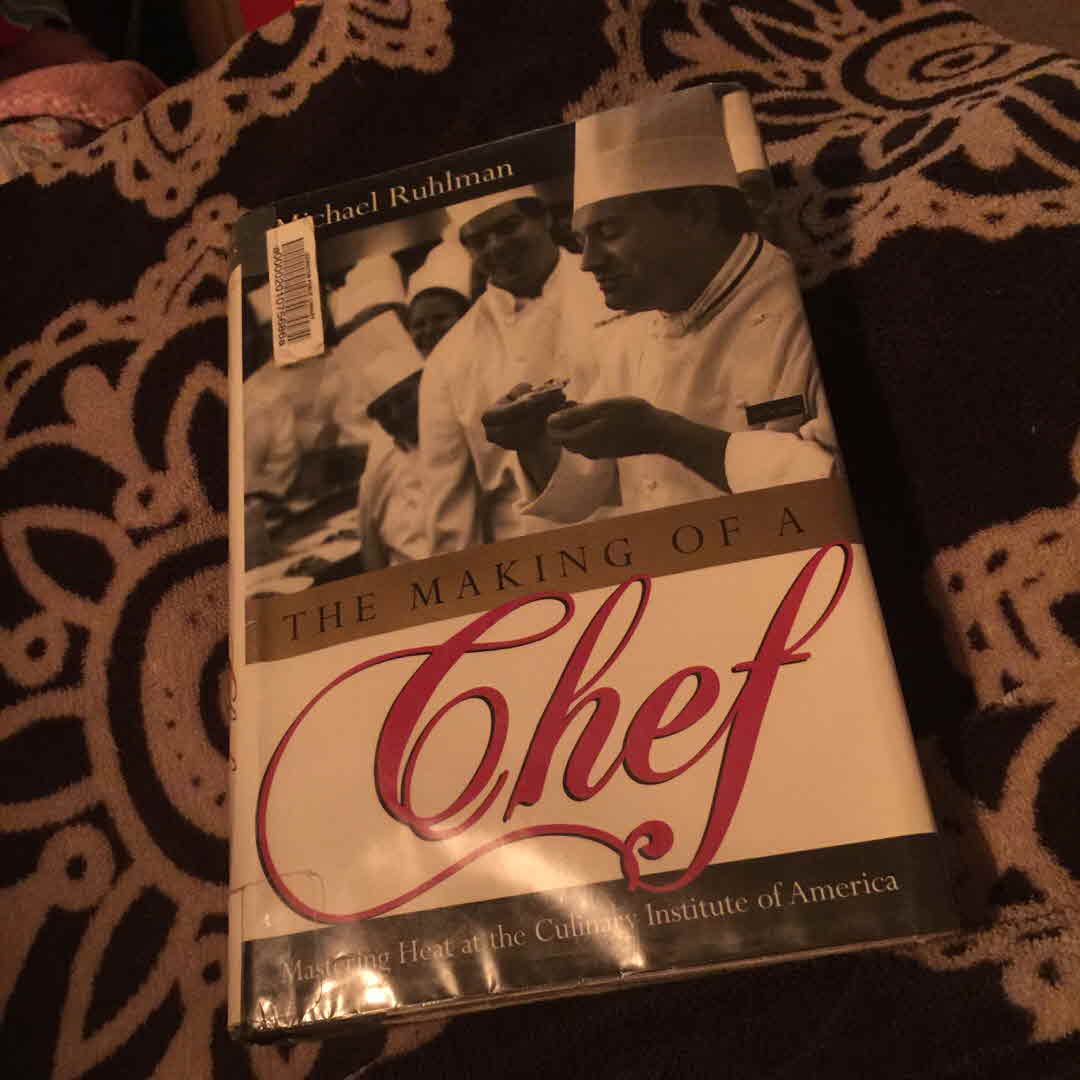 Michael Ruhlman
THE MAKING OF A
Chef
Mastering Heat at the Culinary Institute of America